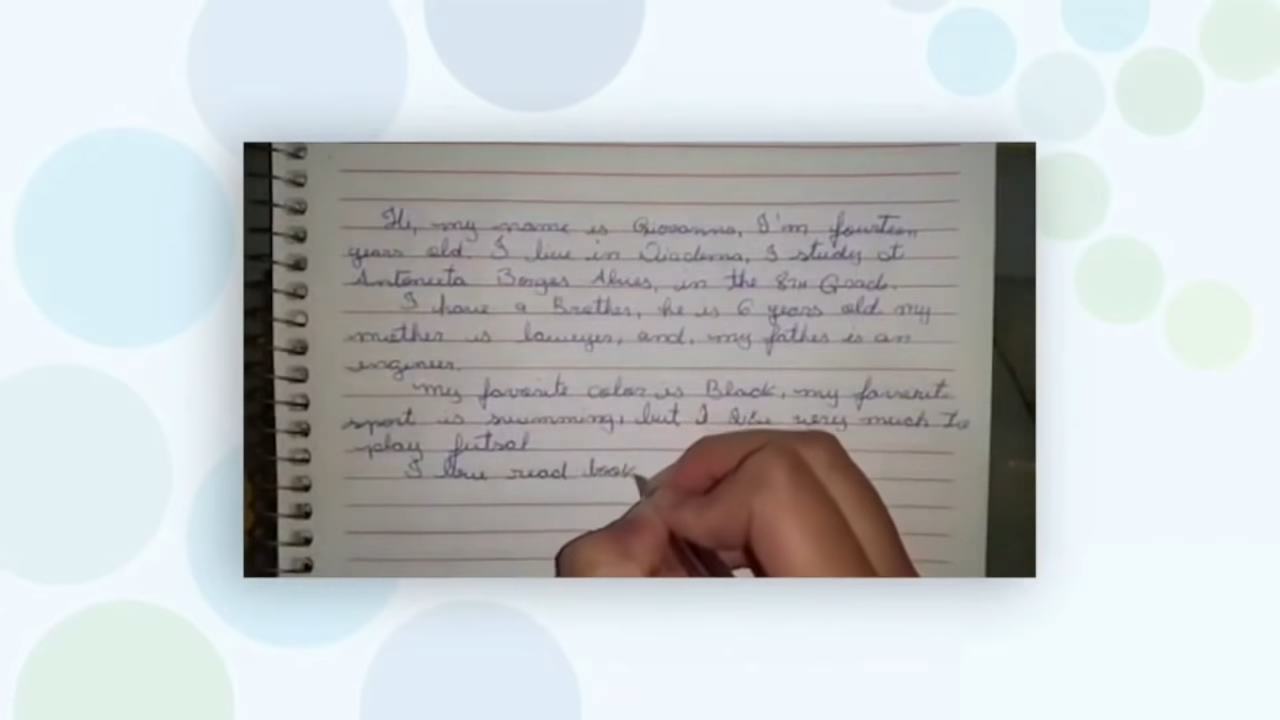 Hi, my name is Giovanna, I'm fourteen
years old. I live in Diadema, I study at
Antonieta Borges Alves, in the 8TH Grade.
I have a Brother, he is 6 years old my
mother is laweyer, and, my father is an
engineer.
my favorite color is Black, my favorit
sport is swimming, but I like very much to
play futsal
I love read book